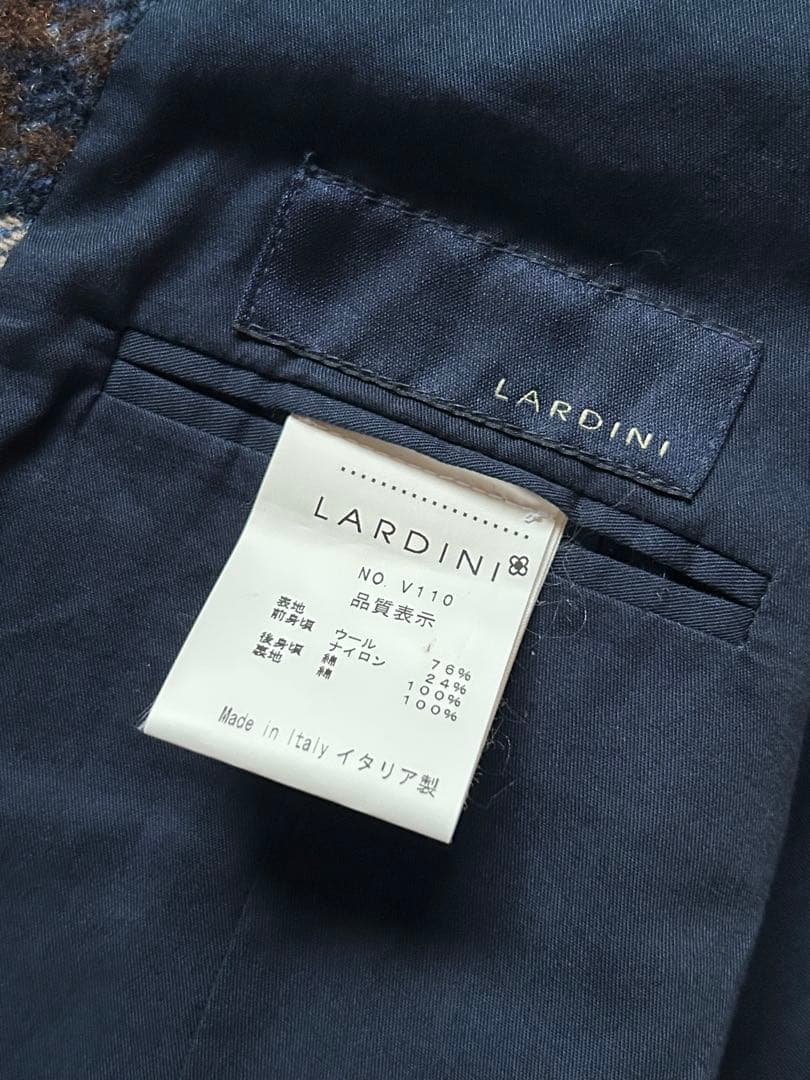 LARDINI
LARDINI
NO. V110
品質表示
表地
前身頃 ウール 76%
ナイロン 24%
後身頃 綿 100%
裏地 綿 100%
Made in Italy イタリア製